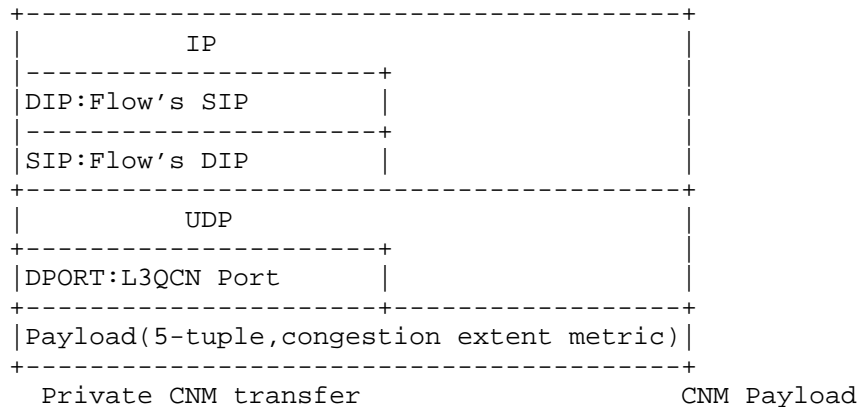 IP
DIP:Flow's SIP
SIP:Flow's DIP
UDP
DPORT:L3QCN Port
Payload(5-tuple,congestion extent metric)
Private CNM transfer CNM Payload